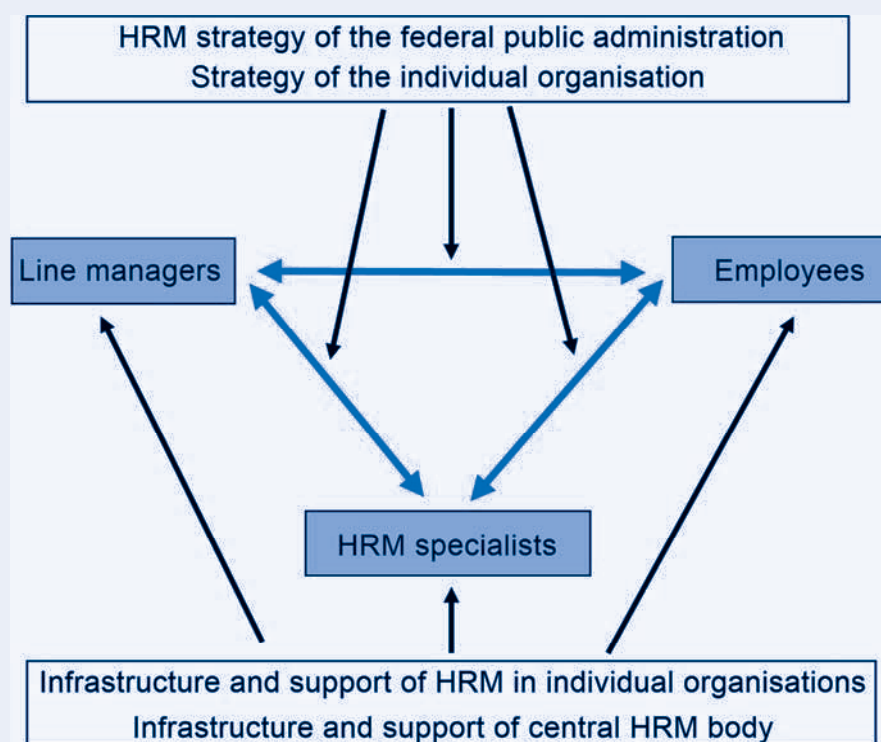 HRM strategy of the federal public administration
Strategy of the individual organisation
Line managers
Employees
HRM specialists
Infrastructure and support of HRM in individual organisations
Infrastructure and support of central HRM body